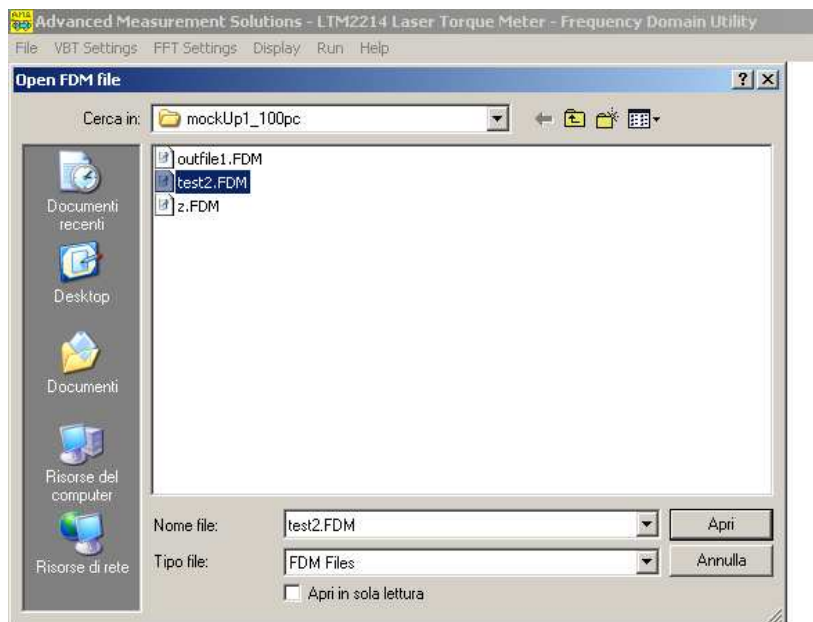 AMS
Advanced Measurement Solutions - LTM2214 Laser Torque Meter - Frequency Domain Utility
File VBT Settings FFT Settings Display Run Help
Open FDM file
Cerca in: mockUp1_100pc
outfile1.FDM
test2.FDM
z.FDM
Documenti
recenti
Desktop
Documenti
Risorse del
computer
Risorse di rete
Nome file: test2.FDM Apri
Tipo file: FDM Files Annulla
Apri in sola lettura